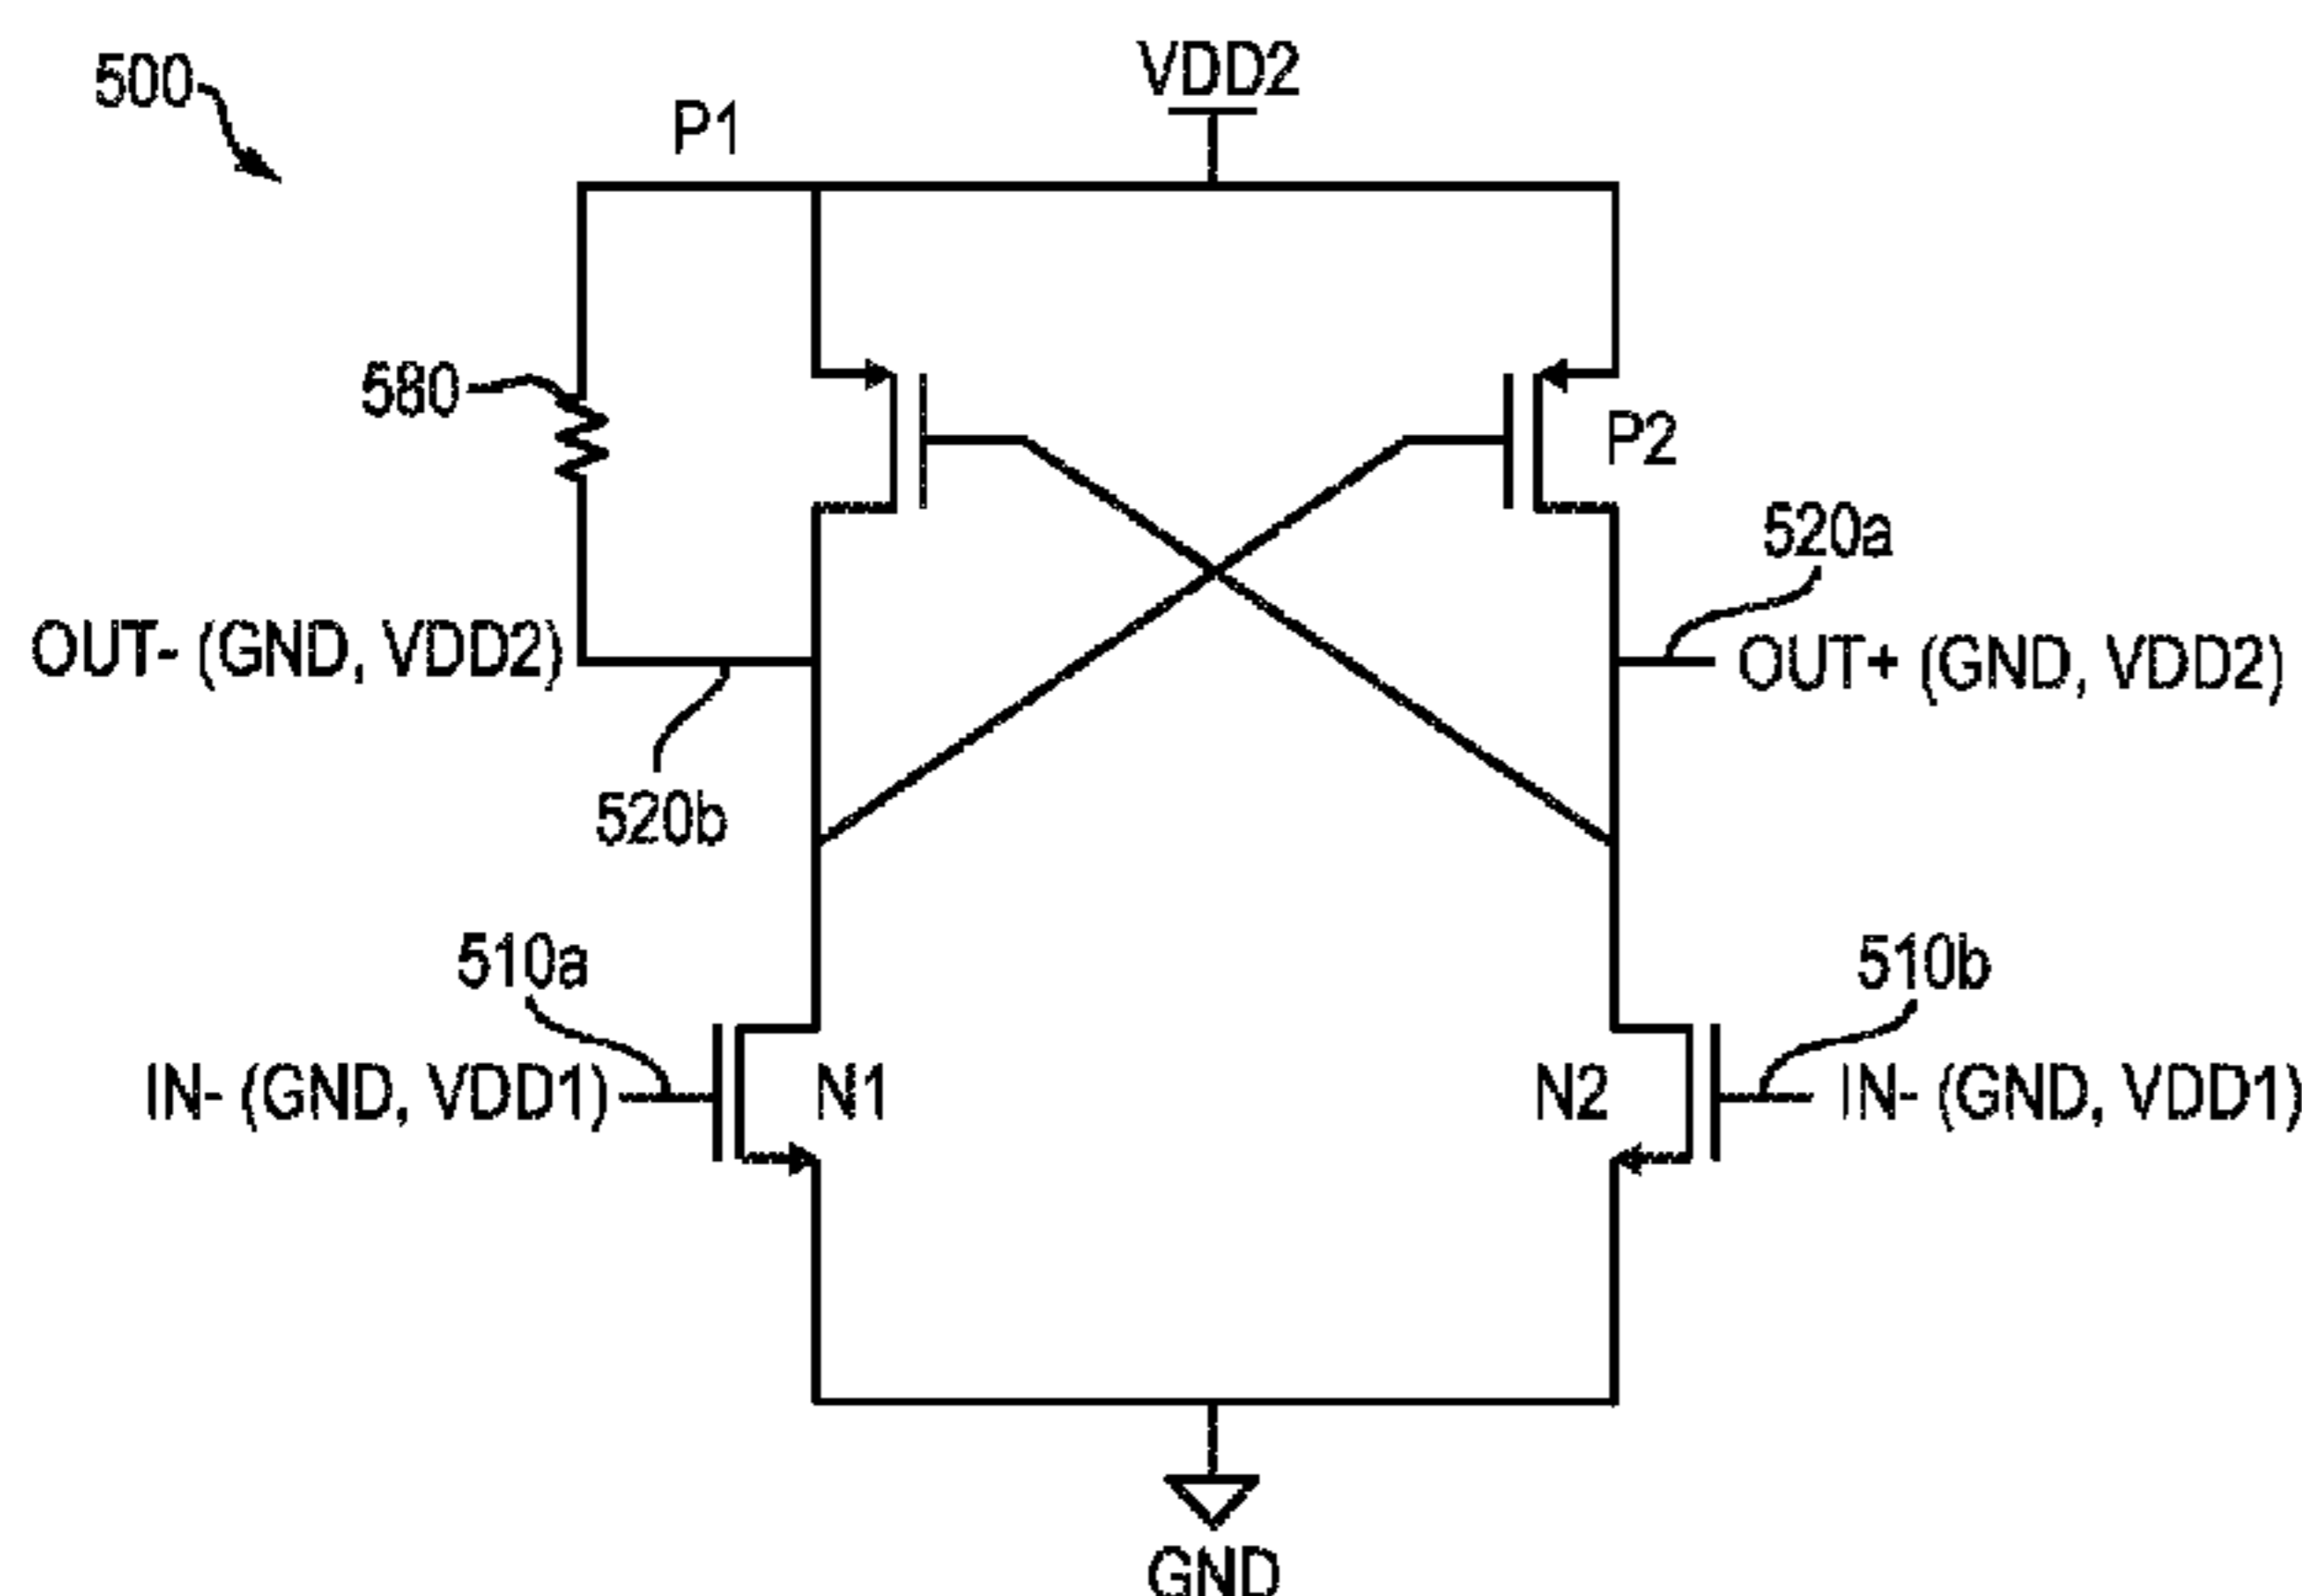 500
P1
VDD2
580
P2
520a
OUT- (GND, VDD2)
OUT+ (GND, VDD2)
520b
510a
510b
IN- (GND, VDD1)
N1
N2
IN- (GND, VDD1)
GND